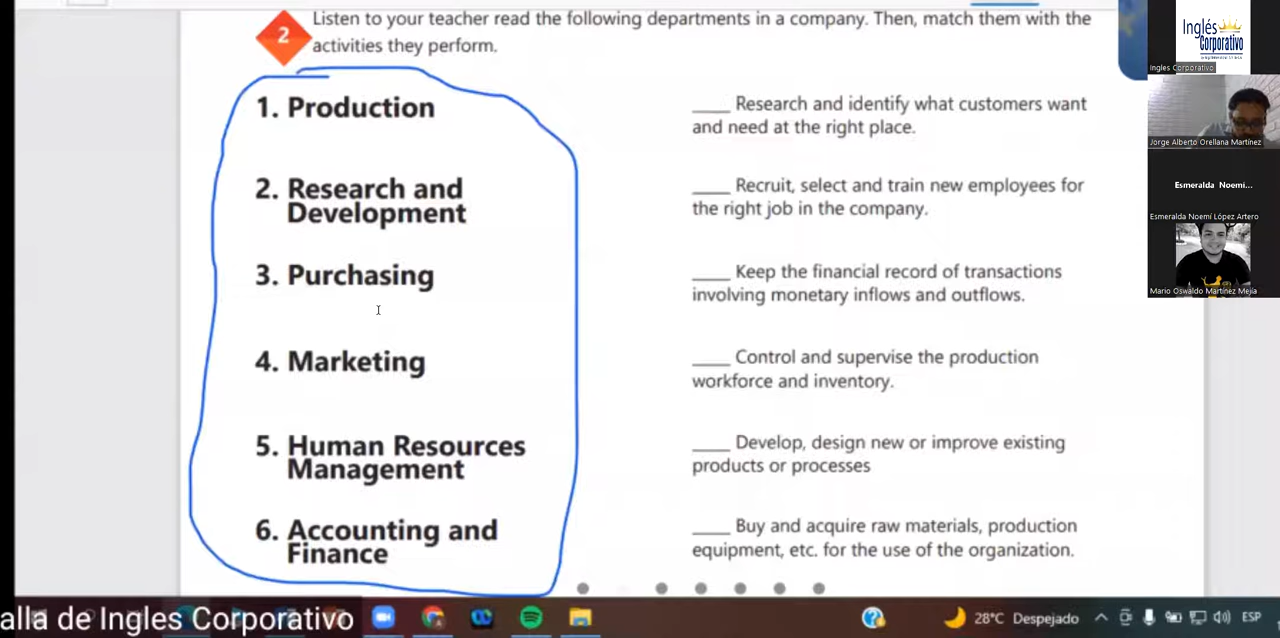 Listen to your teacher read the following departments in a company. Then, match them with the
2
activities they perform.
1. Production
____ Research and identify what customers want
and need at the right place.
2. Research and
Development
____ Recruit, select and train new employees for
the right job in the company.
3. Purchasing
____ Keep the financial record of transactions
involving monetary inflows and outflows.
4. Marketing
____ Control and supervise the production
workforce and inventory.
5. Human Resources
Management
____ Develop, design new or improve existing
products or processes
6. Accounting and
Finance
____ Buy and acquire raw materials, production
equipment, etc. for the use of the organization.
Inglés
Corporativo
Ingles Corporativo
Jorge Alberto Orellana Martínez
Esmeralda Noemi...
Esmeralda Noemí López Artero
Mario Oswaldo Martínez Mejía
alla de Ingles Corporativo
28°C Despejado
ESP